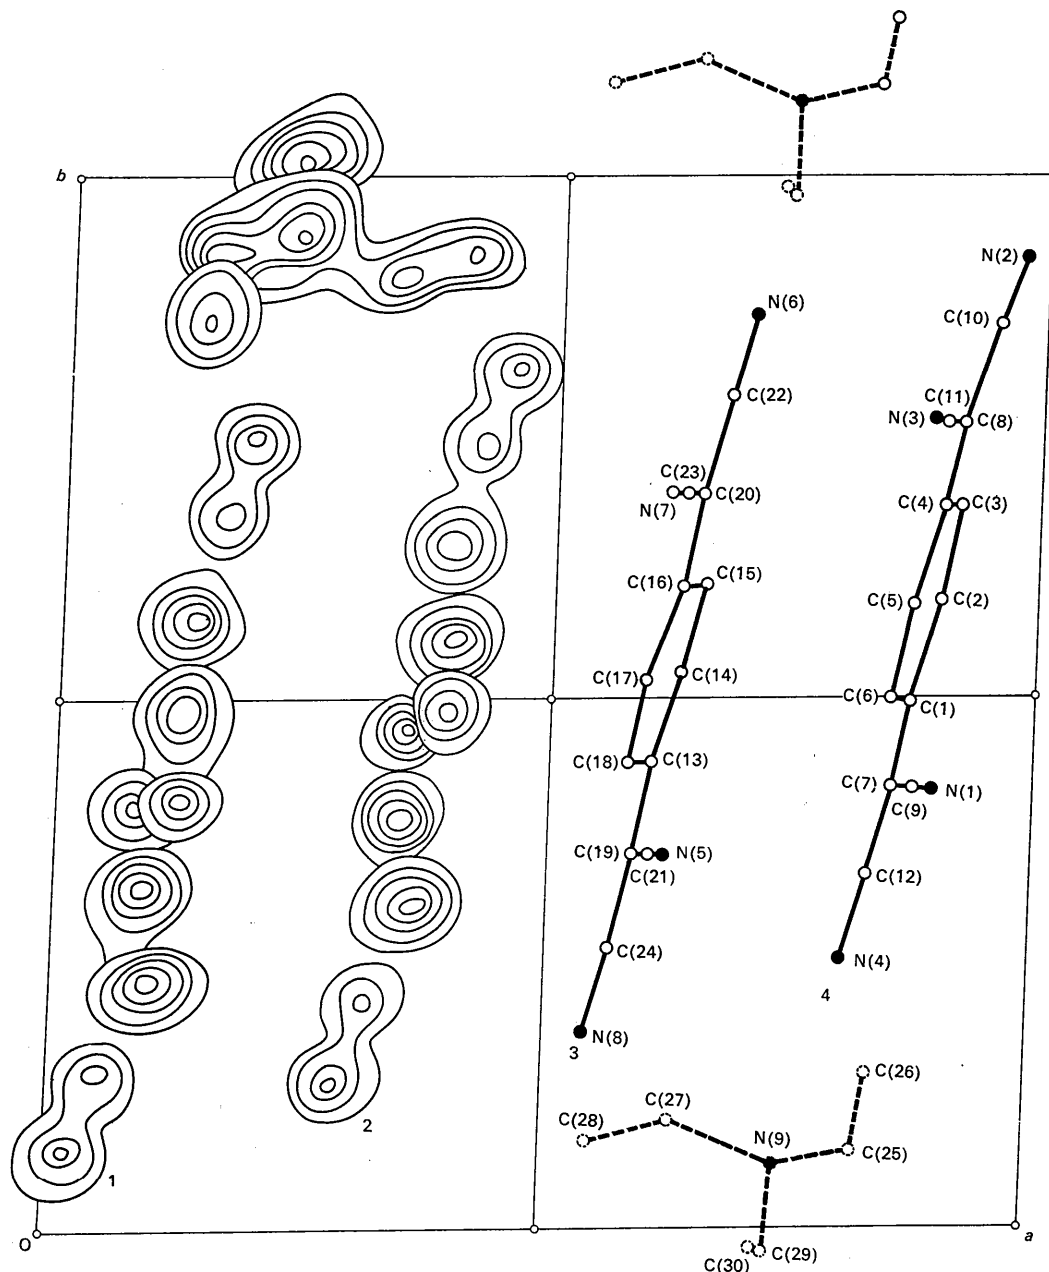 b
N(2)
N(6)
C(10)
C(22)
C(11)
N(3) C(8)
C(23)
C(20)
N(7)
C(4) C(3)
C(16) C(15)
C(5) C(2)
C(17) C(14)
C(6) C(1)
C(18) C(13)
C(7) N(1)
C(9)
C(19) N(5)
C(21)
C(12)
C(24)
N(4)
4
N(8)
3
C(26)
C(27)
C(28)
2
N(9)
C(25)
1
O
a
C(29)
C(30)